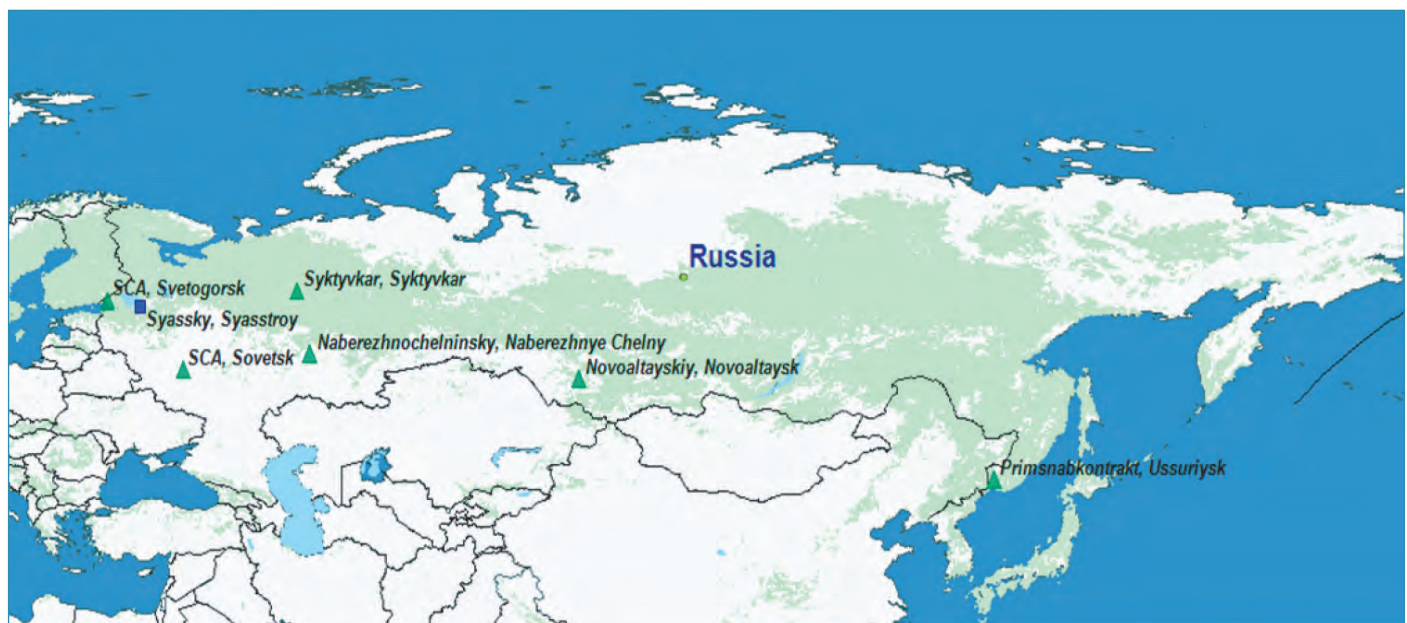 Russia
SCA, Svetogorsk
Syktyvkar, Syktyvkar
Syassky, Syasstroy
Naberezhnochelninsky, Naberezhnye Chelny
SCA, Sovetsk
Novoaltayskiy, Novoaltaysk
Primsnabkontrakt, Ussuriysk